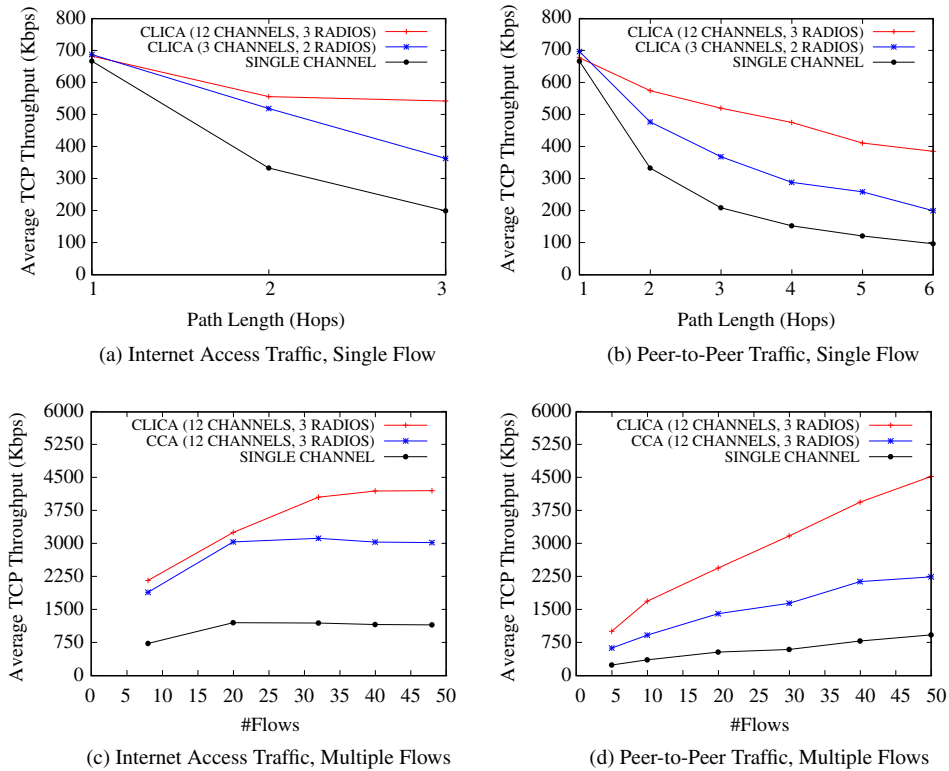 CLICA (12 CHANNELS, 3 RADIOS)
CLICA (3 CHANNELS, 2 RADIOS)
SINGLE CHANNEL
Average TCP Throughput (Kbps)
800
700
600
500
400
300
200
100
0
1 2 3
Path Length (Hops)
(a) Internet Access Traffic, Single Flow
CLICA (12 CHANNELS, 3 RADIOS)
CLICA (3 CHANNELS, 2 RADIOS)
SINGLE CHANNEL
Average TCP Throughput (Kbps)
800
700
600
500
400
300
200
100
0
1 2 3 4 5 6
Path Length (Hops)
(b) Peer-to-Peer Traffic, Single Flow
CLICA (12 CHANNELS, 3 RADIOS)
CCA (12 CHANNELS, 3 RADIOS)
SINGLE CHANNEL
Average TCP Throughput (Kbps)
6000
5250
4500
3750
3000
2250
1500
750
0
0 5 10 15 20 25 30 35 40 45 50
#Flows
(c) Internet Access Traffic, Multiple Flows
CLICA (12 CHANNELS, 3 RADIOS)
CCA (12 CHANNELS, 3 RADIOS)
SINGLE CHANNEL
Average TCP Throughput (Kbps)
6000
5250
4500
3750
3000
2250
1500
750
0
0 5 10 15 20 25 30 35 40 45 50
#Flows
(d) Peer-to-Peer Traffic, Multiple Flows